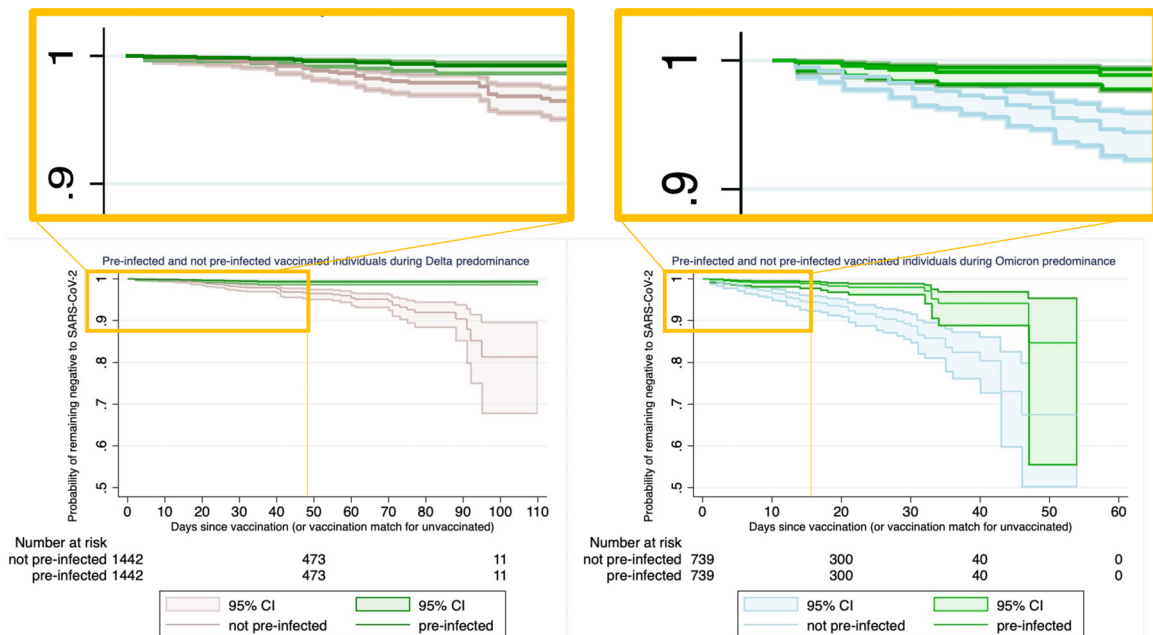 1
.9
1
.9
Pre-infected and not pre-infected vaccinated individuals during Delta predominance
Probability of remaining negative to SARS-CoV-2
1
.9
.8
.7
.6
.5
0 10 20 30 40 50 60 70 80 90 100 110
Days since vaccination (or vaccination match for unvaccinated)
Number at risk
not pre-infected 1442 473 11
pre-infected 1442 473 11
95% CI 95% CI
not pre-infected pre-infected
Pre-infected and not pre-infected vaccinated individuals during Omicron predominance
Probability of remaining negative to SARS-CoV-2
1
.9
.8
.7
.6
.5
0 10 20 30 40 50 60
Days since vaccination (or vaccination match for unvaccinated)
Number at risk
not pre-infected 739 300 40 0
pre-infected 739 300 40 0
95% CI 95% CI
not pre-infected pre-infected